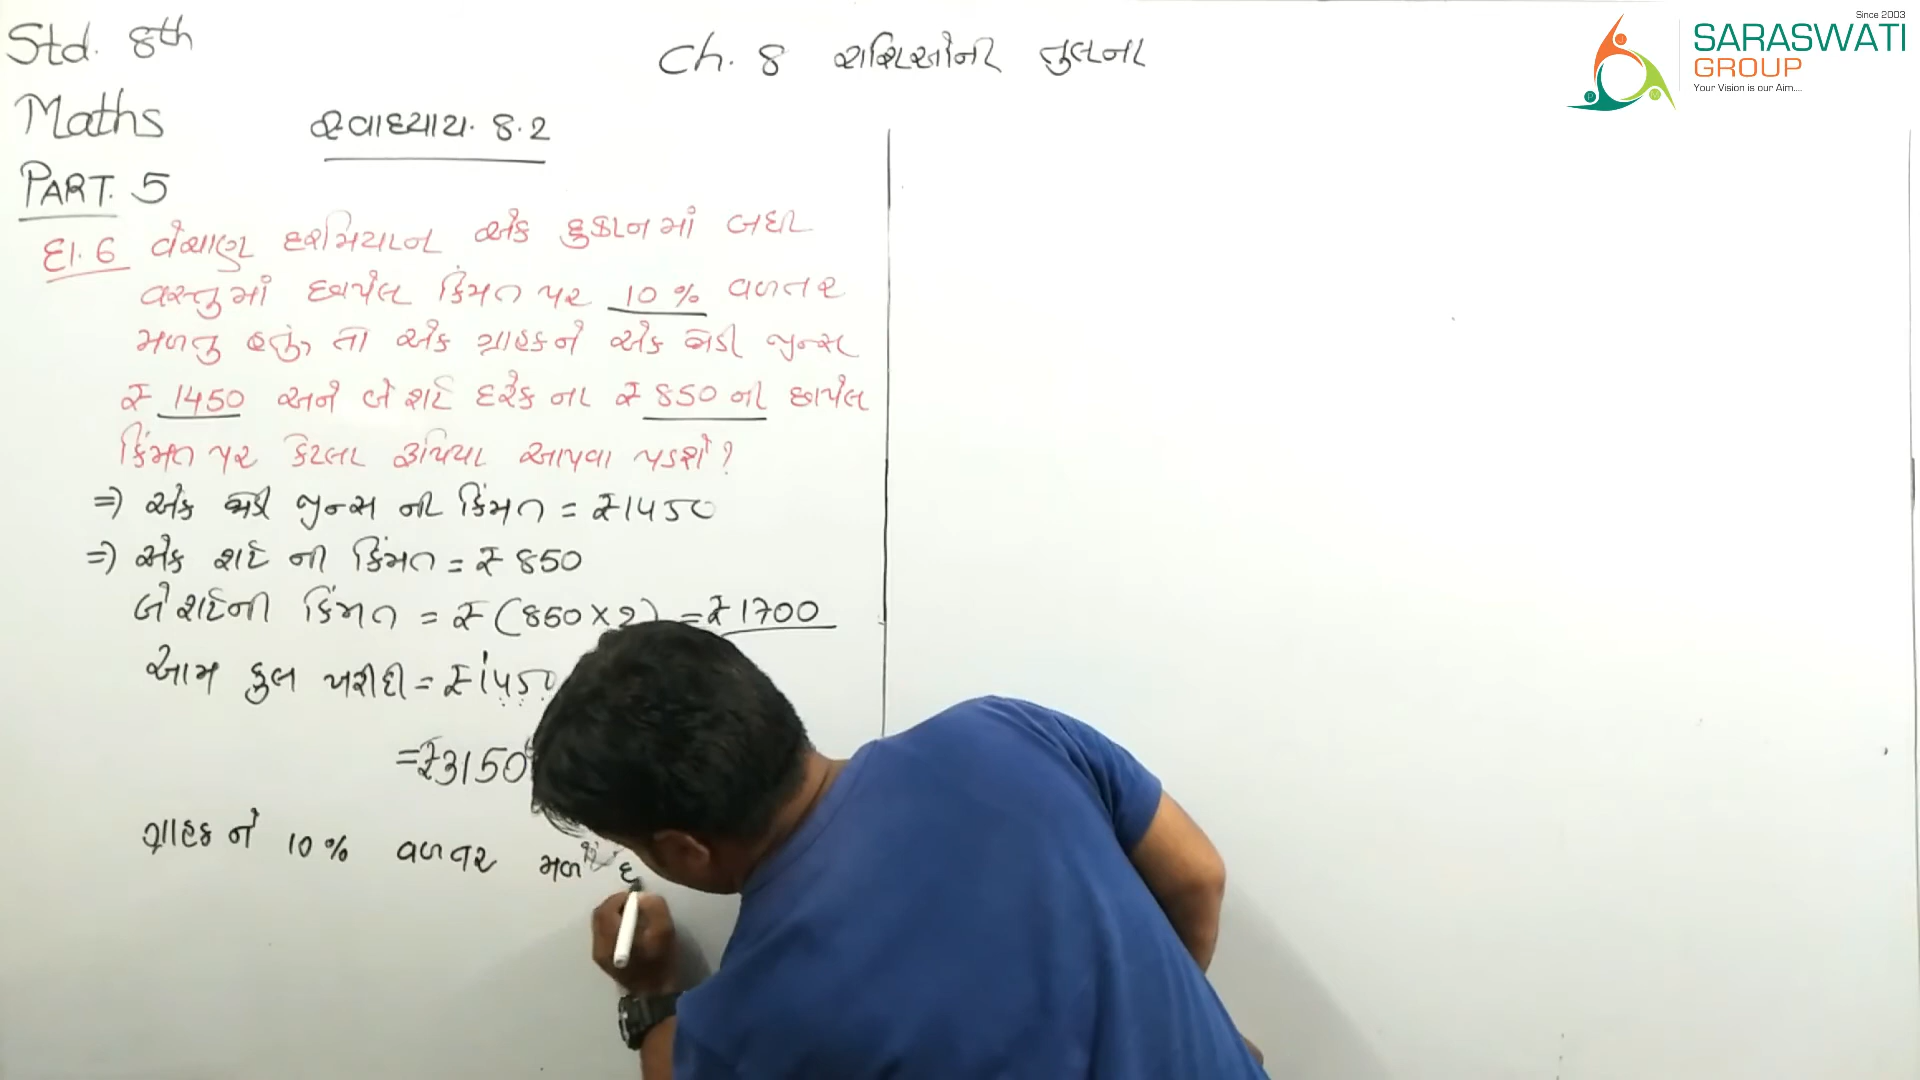 Std. 8th
Ch. 8 રાશિઓની તુલના
Since 2003
SARASWATI
GROUP
Your Vision is our Aim....
Maths
સ્વાધ્યાય. 8.2
PART. 5
દા.6 વેચાણ દરમિયાન એક દુકાનમાં બધી
વસ્તુમાં છાપેલ કિંમત પર 10 % વળતર
મળતુ હતું, તો એક ગ્રાહકને એક જોડી જીન્સ
₹ 1450 અને બે શર્ટ દરેક ના ₹ 850 ની છાપેલ
કિંમત પર કેટલા રૂપિયા આપવા પડશે?
=) એક જોડી જીન્સ ની કિંમત = ₹1450
=) એક શર્ટ ની કિંમત = ₹ 850
બે શર્ટની કિંમત = ₹ (850 × 2) = ₹ 1700
આમ કુલ ખરીદી = ₹1450
= ₹3150
ગ્રાહક ને 10% વળતર